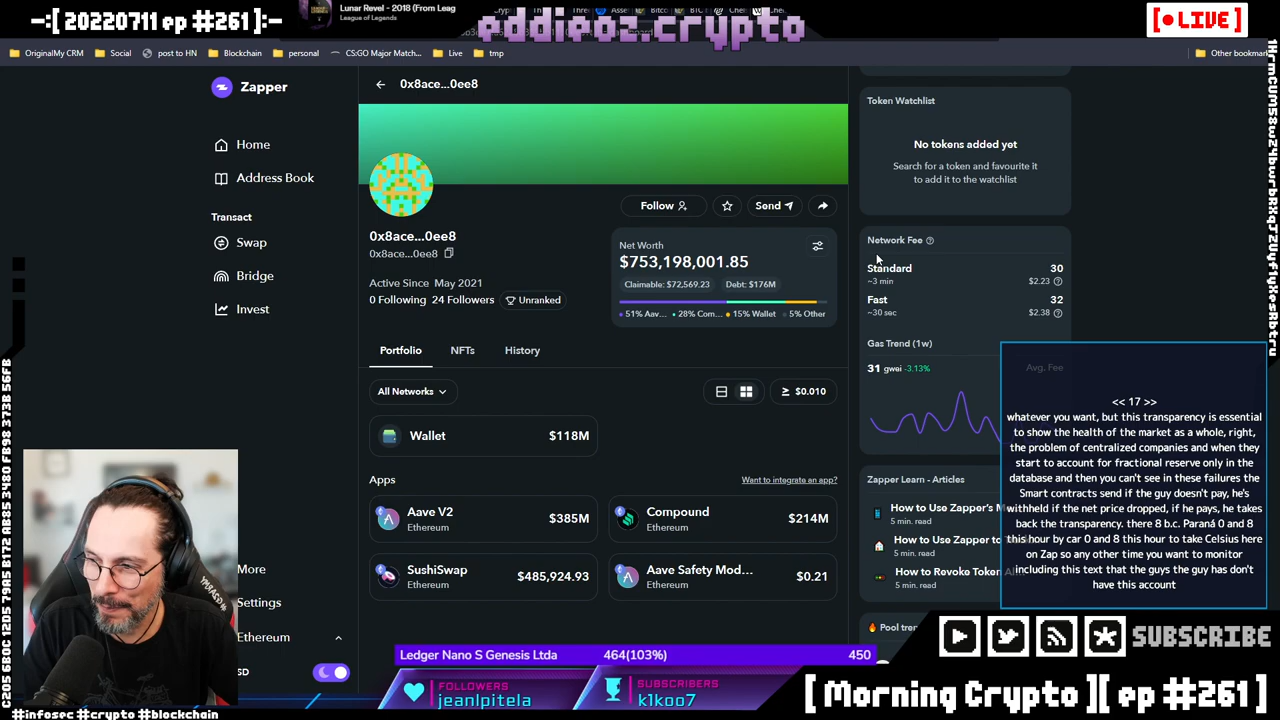 -:[ 20220711 ep #261]:-
Lunar Revel - 2018 (From Leag
League of Legends
eddieoz.crypto
[●LIVE]
OriginalMy CRM
Social
post to HN
Blockchain
personal
CS:GO Major Match...
Live
tmp
Other bookmar
Zapper
Home
Address Book
Transact
Swap
Bridge
Invest
More
Settings
Ethereum
SD
0x8ace...0ee8
Follow
Send
0x8ace...0ee8
0x8ace...0ee8
Active Since May 2021
0 Following 24 Followers
Unranked
Net Worth
$753,198,001.85
Claimable: $72,569.23
Debt: $176M
51% Aav...
28% Com...
15% Wallet
5% Other
Portfolio
NFTs
History
All Networks
≥ $0.010
Wallet
$118M
Apps
Want to integrate an app?
Aave V2
Ethereum
$385M
Compound
Ethereum
$214M
SushiSwap
Ethereum
$485,924.93
Aave Safety Mod...
Ethereum
$0.21
Token Watchlist
No tokens added yet
Search for a token and favourite it
to add it to the watchlist
Network Fee
Standard
30
~3 min
$2.23
Fast
32
~30 sec
$2.38
Gas Trend (1w)
31 gwei -3.13%
Avg. Fee
Zapper Learn - Articles
How to Use Zapper's M
5 min. read
How to Use Zapper to
5 min. read
How to Revoke Token
5 min. read
Pool tren
<< 17 >>
whatever you want, but this transparency is essential
to show the health of the market as a whole, right,
the problem of centralized companies and when they
start to account for fractional reserve only in the
database and then you can't see in these failures the
Smart contracts send if the guy doesn't pay, he's
withheld if the net price dropped, if he pays, he takes
back the transparency. there 8 b.c. Paraná 0 and 8
this hour by car 0 and 8 this hour to take Celsius here
on Zap so any other time you want to monitor
including this text that the guys the guy has don't
have this account
SUBSCRIBE
Ledger Nano S Genesis Ltda
464(103%)
450
FOLLOWERS
jeanlpitela
SUBSCRIBERS
k1koo7
[ Morning Crypto ][ ep #261 ]
#infosec #crypto #blockchain